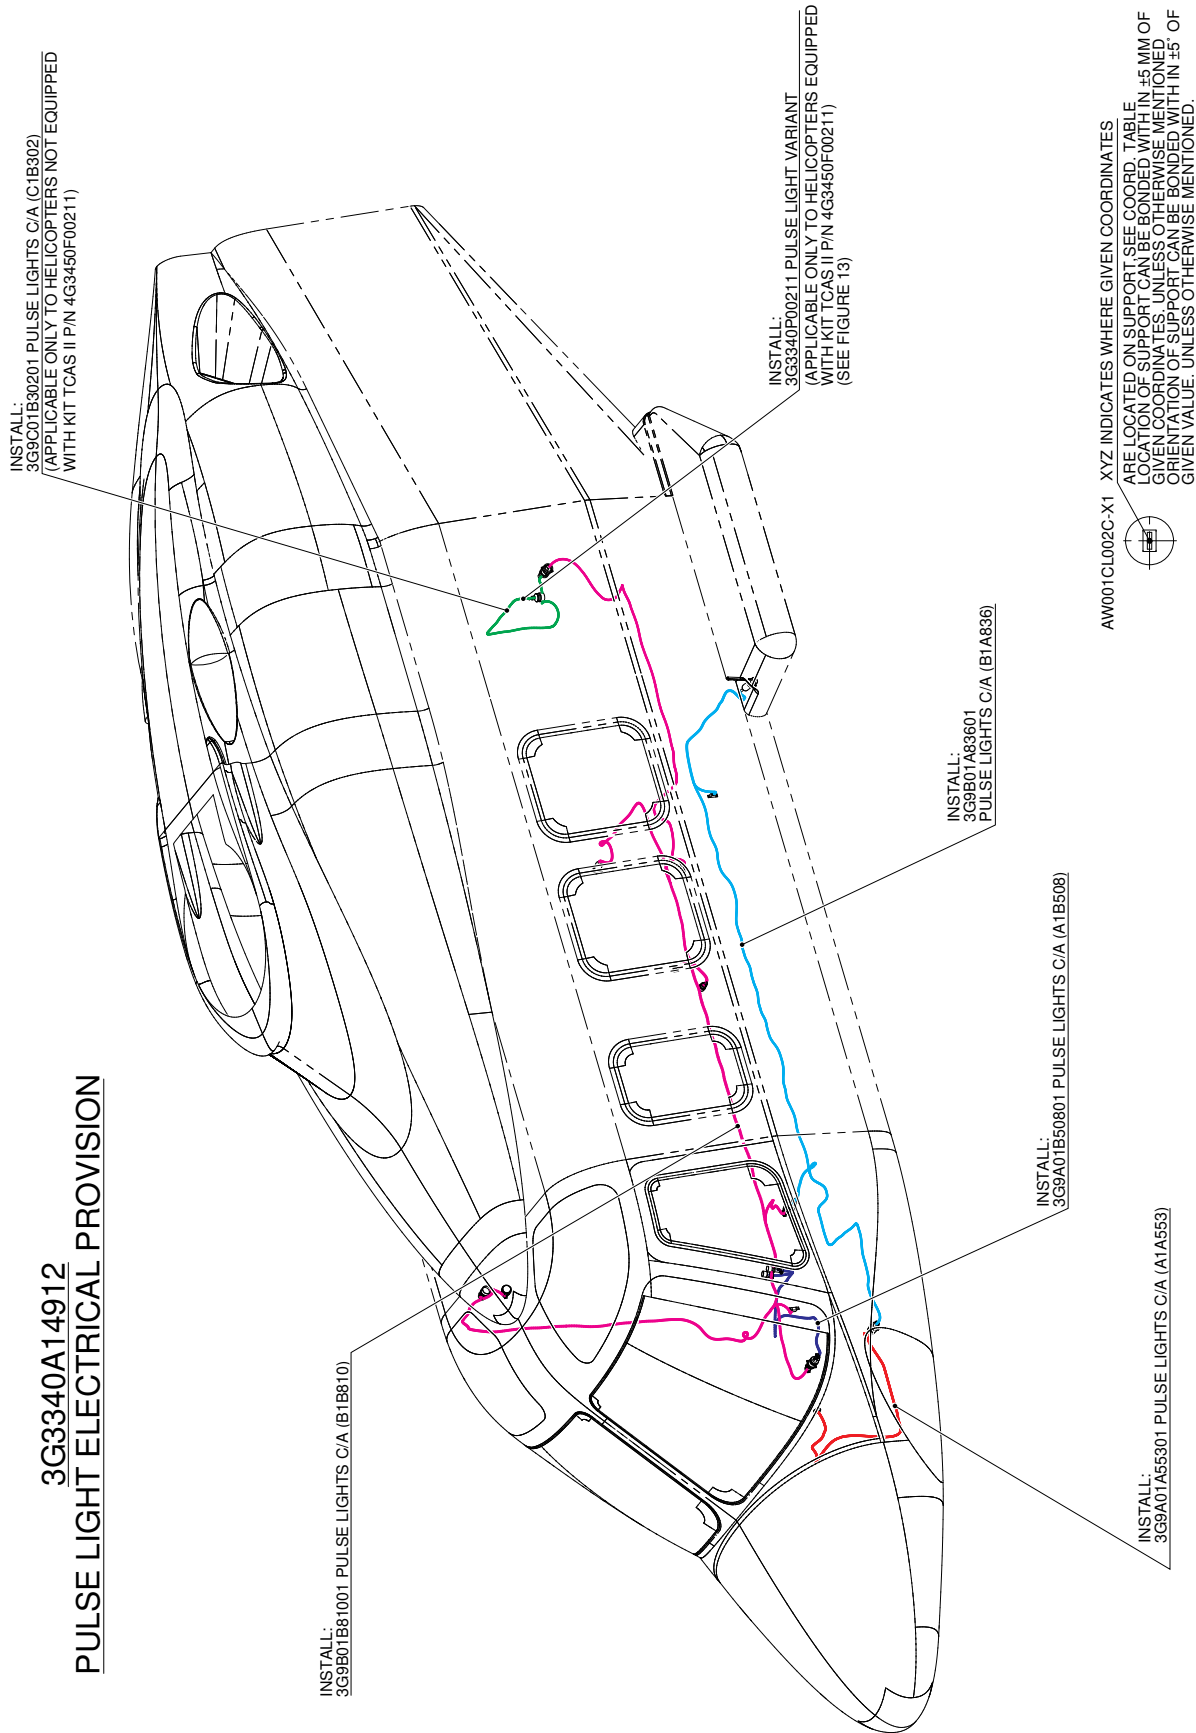 3G3340A14912
PULSE LIGHT ELECTRICAL PROVISION
INSTALL:
3G9C01B30201 PULSE LIGHTS C/A (C1B302)
(APPLICABLE ONLY TO HELICOPTERS NOT EQUIPPED
WITH KIT TCAS II P/N 4G3450F00211)
INSTALL:
3G3340P00211 PULSE LIGHT VARIANT
(APPLICABLE ONLY TO HELICOPTERS EQUIPPED
WITH KIT TCAS II P/N 4G3450F00211)
(SEE FIGURE 13)
INSTALL:
3G9B01B81001 PULSE LIGHTS C/A (B1B810)
INSTALL:
3G9B01A83601
PULSE LIGHTS C/A (B1A836)
INSTALL:
3G9A01B50801 PULSE LIGHTS C/A (A1B508)
INSTALL:
3G9A01A55301 PULSE LIGHTS C/A (A1A553)
AW001CL002C-X1 XYZ INDICATES WHERE GIVEN COORDINATES
ARE LOCATED ON SUPPORT,SEE COORD. TABLE
LOCATION OF SUPPORT CAN BE BONDED WITH IN ±5 MM OF
GIVEN COORDINATES. UNLESS OTHERWISE MENTIONED
ORIENTATION OF SUPPORT CAN BE BONDED WITH IN ±5° OF
GIVEN VALUE. UNLESS OTHERWISE MENTIONED.